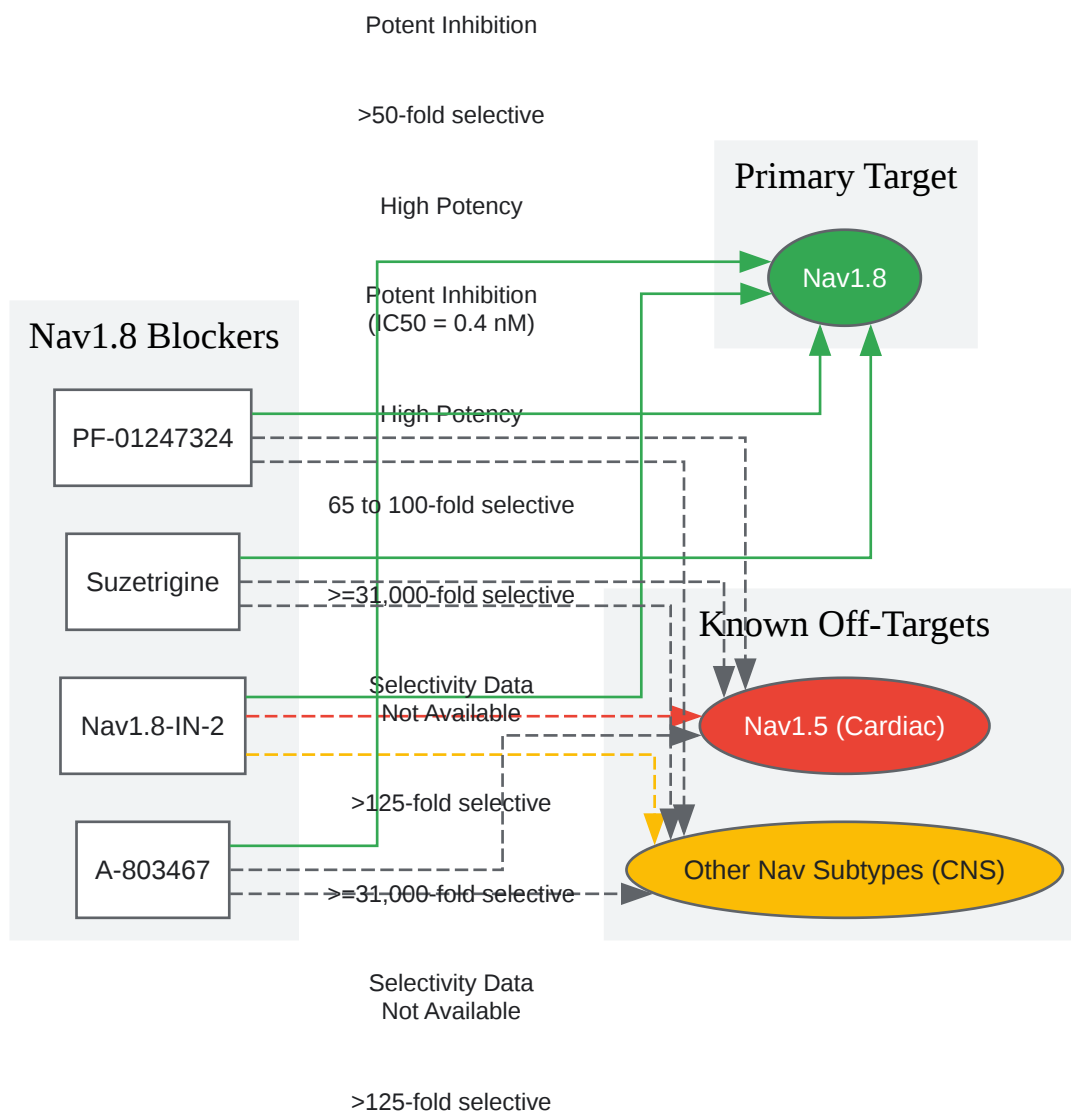 Potent Inhibition
>50-fold selective
High Potency
Primary Target
Nav1.8
Potent Inhibition
(IC50 = 0.4 nM)
Nav1.8 Blockers
PF-01247324
High Potency
65 to 100-fold selective
Suzetrigine
>=31,000-fold selective
Known Off-Targets
Selectivity Data
Not Available
Nav1.8-IN-2
Nav1.5 (Cardiac)
>125-fold selective
A-803467
Other Nav Subtypes (CNS)
>=31,000-fold selective
Selectivity Data
Not Available
>125-fold selective